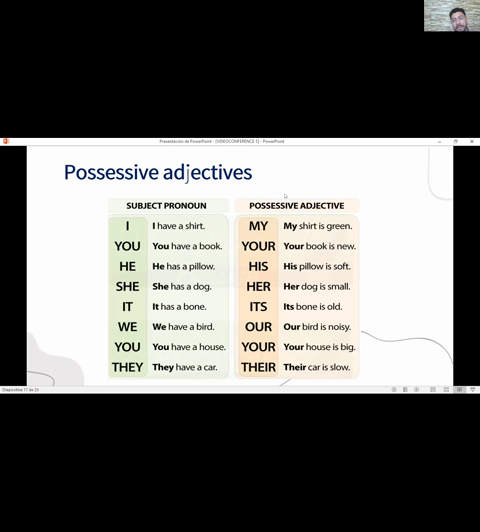 Presentación de PowerPoint - [VIDEOCONFERENCE 5] - PowerPoint
Possessive adjectives
SUBJECT PRONOUN POSSESSIVE ADJECTIVE
I I have a shirt. MY My shirt is green.
YOU You have a book. YOUR Your book is new.
HE He has a pillow. HIS His pillow is soft.
SHE She has a dog. HER Her dog is small.
IT It has a bone. ITS Its bone is old.
WE We have a bird. OUR Our bird is noisy.
YOU You have a house. YOUR Your house is big.
THEY They have a car. THEIR Their car is slow.
Diapositiva 17 de 23